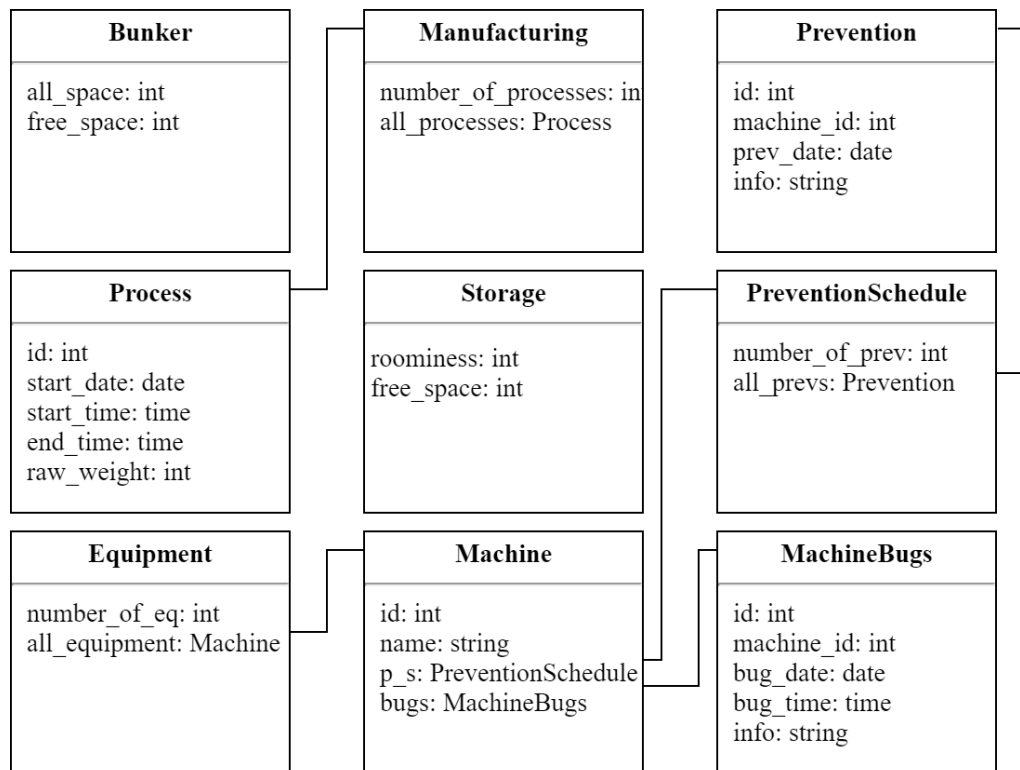 Bunker
all_space: int
free_space: int
Manufacturing
number_of_processes: int
all_processes: Process
Prevention
id: int
machine_id: int
prev_date: date
info: string
Process
id: int
start_date: date
start_time: time
end_time: time
raw_weight: int
Storage
roominess: int
free_space: int
PreventionSchedule
number_of_prev: int
all_prevs: Prevention
Equipment
number_of_eq: int
all_equipment: Machine
Machine
id: int
name: string
p_s: PreventionSchedule
bugs: MachineBugs
MachineBugs
id: int
machine_id: int
bug_date: date
bug_time: time
info: string